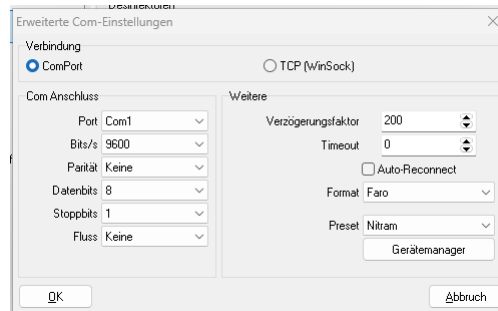 Desinfektoren
Erweiterte Com-Einstellungen
Verbindung
ComPort
TCP (WinSock)
Com Anschluss
Port Com1
Bits/s 9600
Parität Keine
Datenbits 8
Stoppbits 1
Fluss Keine
Weitere
Verzögerungsfaktor 200
Timeout 0
Auto-Reconnect
Format Faro
Preset Nitram
Gerätemanager
OK
Abbruch